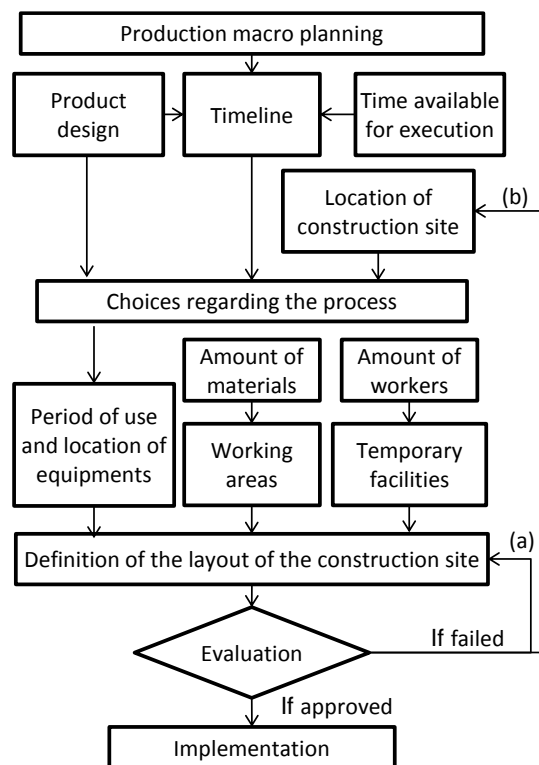 Production macro planning
Product
design
Timeline
Time available
for execution
Location of
construction site
(b)
Choices regarding the process
Amount of
materials
Amount of
workers
Period of use
and location of
equipments
Working
areas
Temporary
facilities
(a)
Definition of the layout of the construction site
Evaluation
If failed
If approved
Implementation